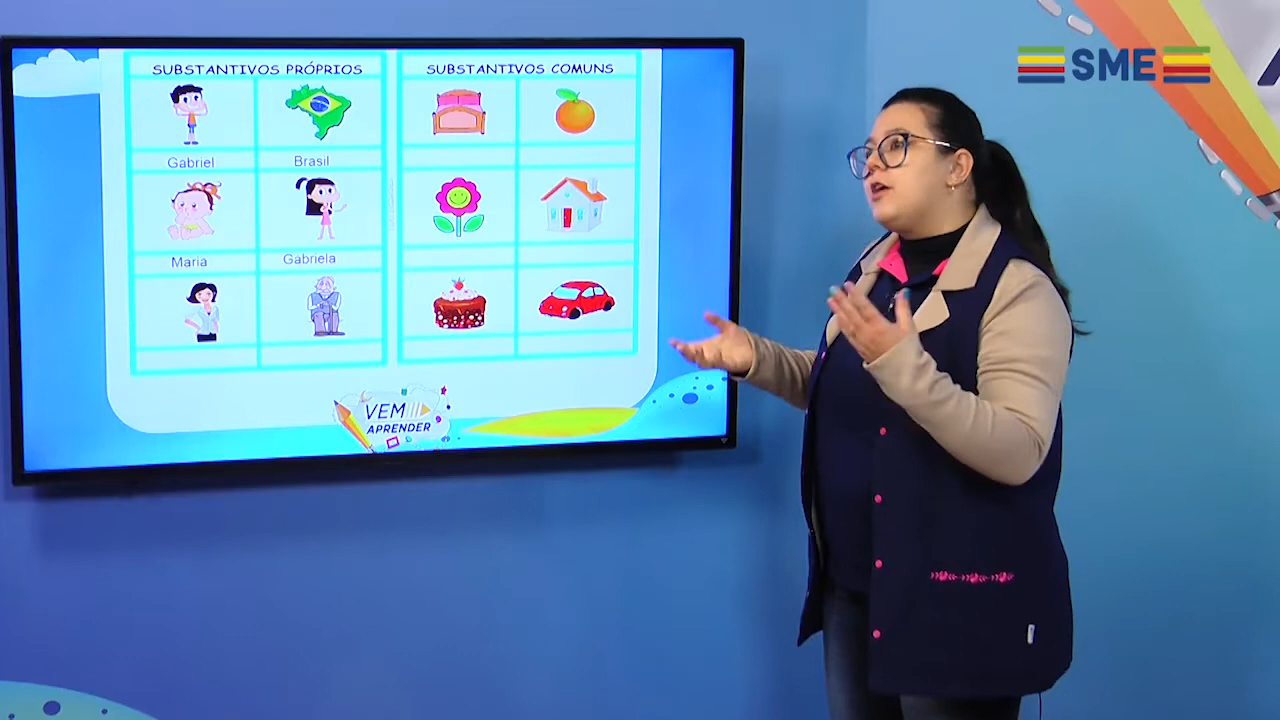 SUBSTANTIVOS PRÓPRIOS
SUBSTANTIVOS COMUNS
Gabriel
Brasil
Maria
Gabriela
VEM
APRENDER
SME